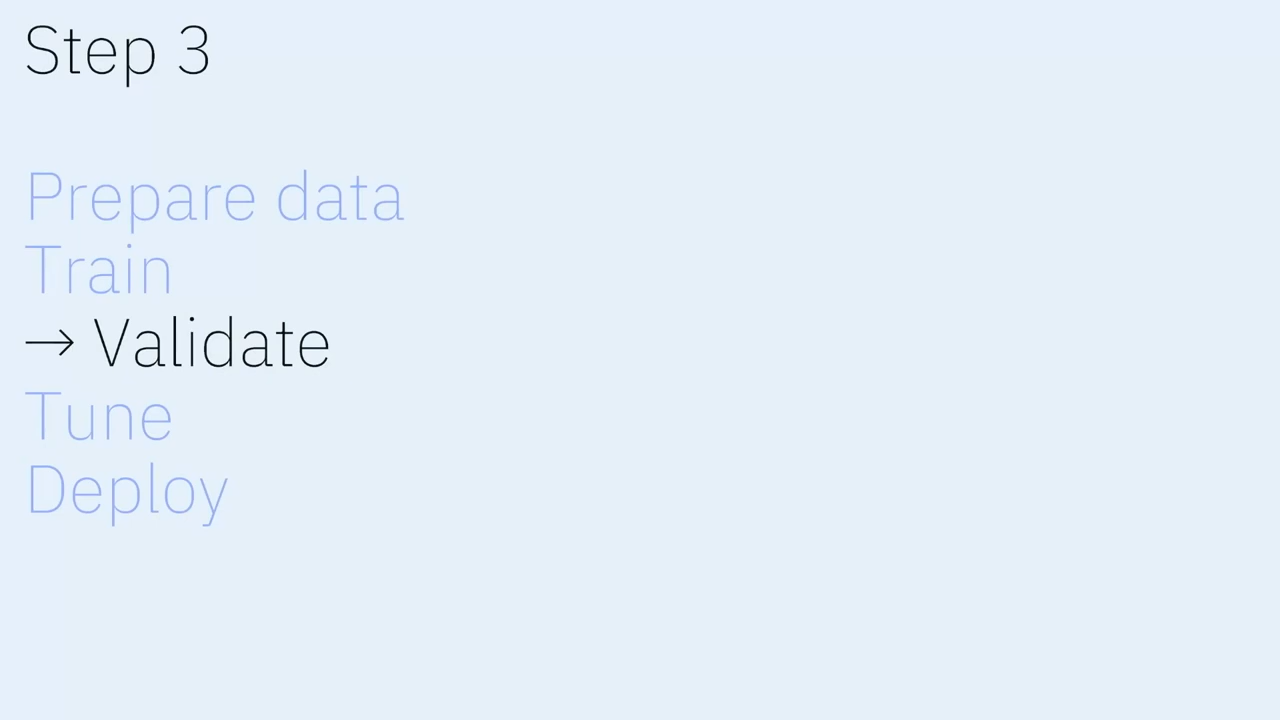 Step 3
Prepare data
Train
→ Validate
Tune
Deploy